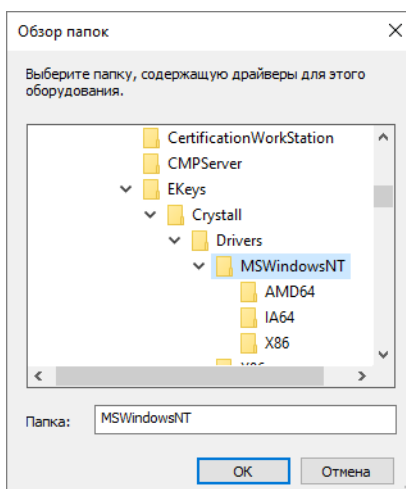 Обзор папок
Выберите папку, содержащую драйверы для этого
оборудования.
CertificationWorkStation
CMPServer
EKeys
Crystall
Drivers
MSWindowsNT
AMD64
IA64
X86
Папка:
MSWindowsNT
ОК
Отмена